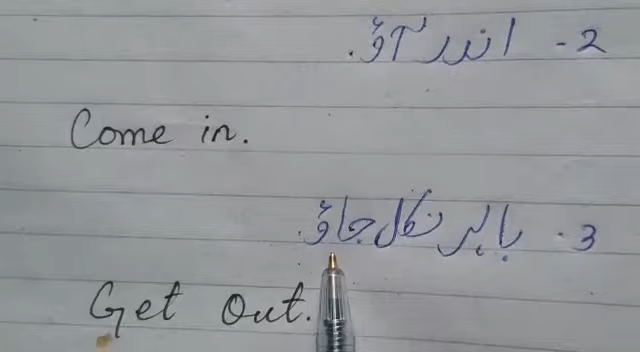 2- اندر آؤ.
Come in.
3. باہر نکل جاؤ.
Get Out.